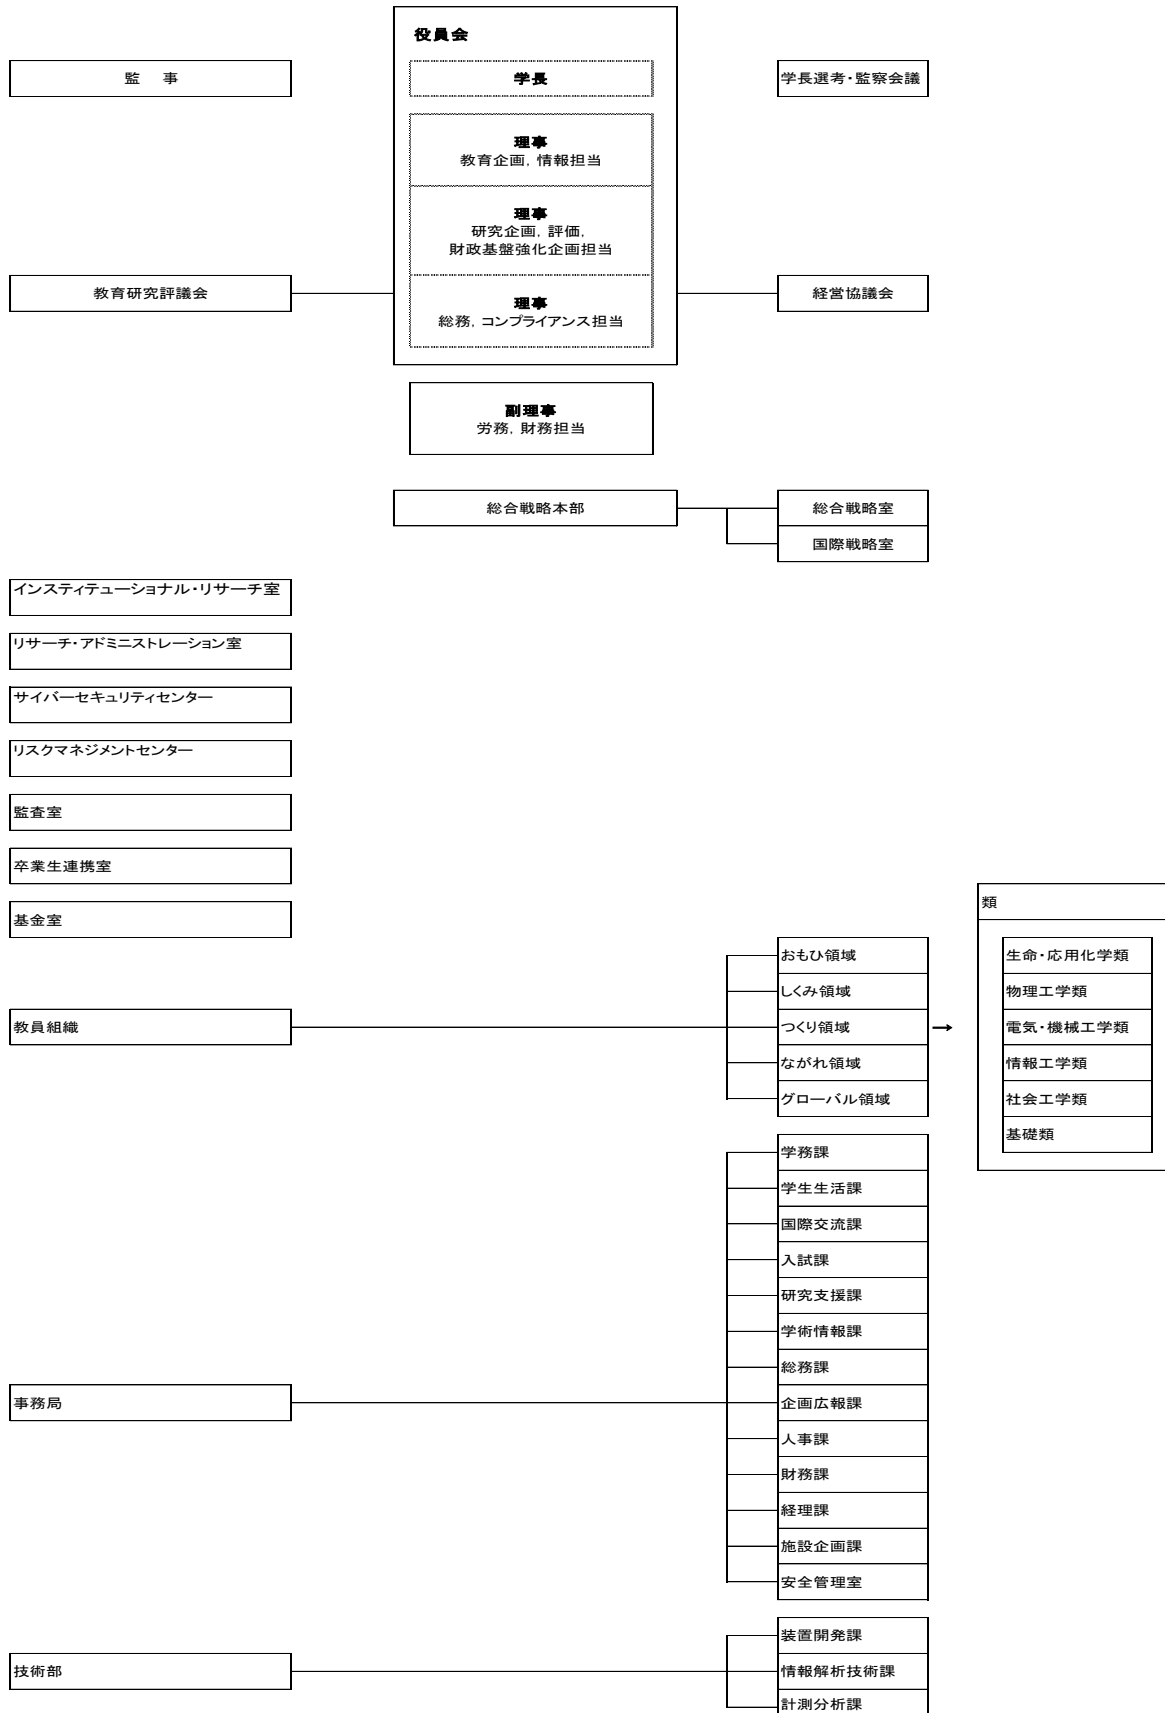 役員会
監　事
学長
学長選考・監察会議
理事
教育企画, 情報担当
理事
研究企画, 評価,
財政基盤強化企画担当
教育研究評議会
理事
総務, コンプライアンス担当
経営協議会
副理事
労務, 財務担当
総合戦略本部
総合戦略室
国際戦略室
インスティテューショナル・リサーチ室
リサーチ・アドミニストレーション室
サイバーセキュリティセンター
リスクマネジメントセンター
監査室
卒業生連携室
基金室
教員組織
おもひ領域
しくみ領域
つくり領域
→
ながれ領域
グローバル領域
類
生命・応用化学類
物理工学類
電気・機械工学類
情報工学類
社会工学類
基礎類
事務局
学務課
学生生活課
国際交流課
入試課
研究支援課
学術情報課
総務課
企画広報課
人事課
財務課
経理課
施設企画課
安全管理室
技術部
装置開発課
情報解析技術課
計測分析課